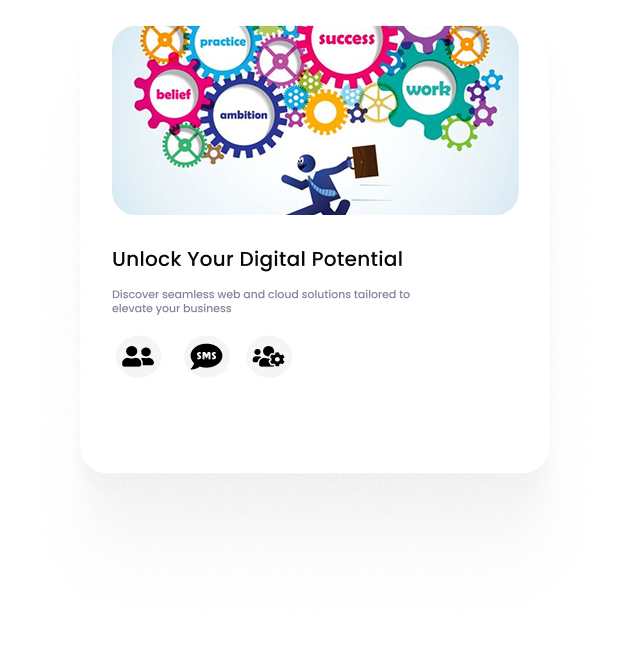 practice
success
belief
ambition
work
Unlock Your Digital Potential
Discover seamless web and cloud solutions tailored to
elevate your business
SMS